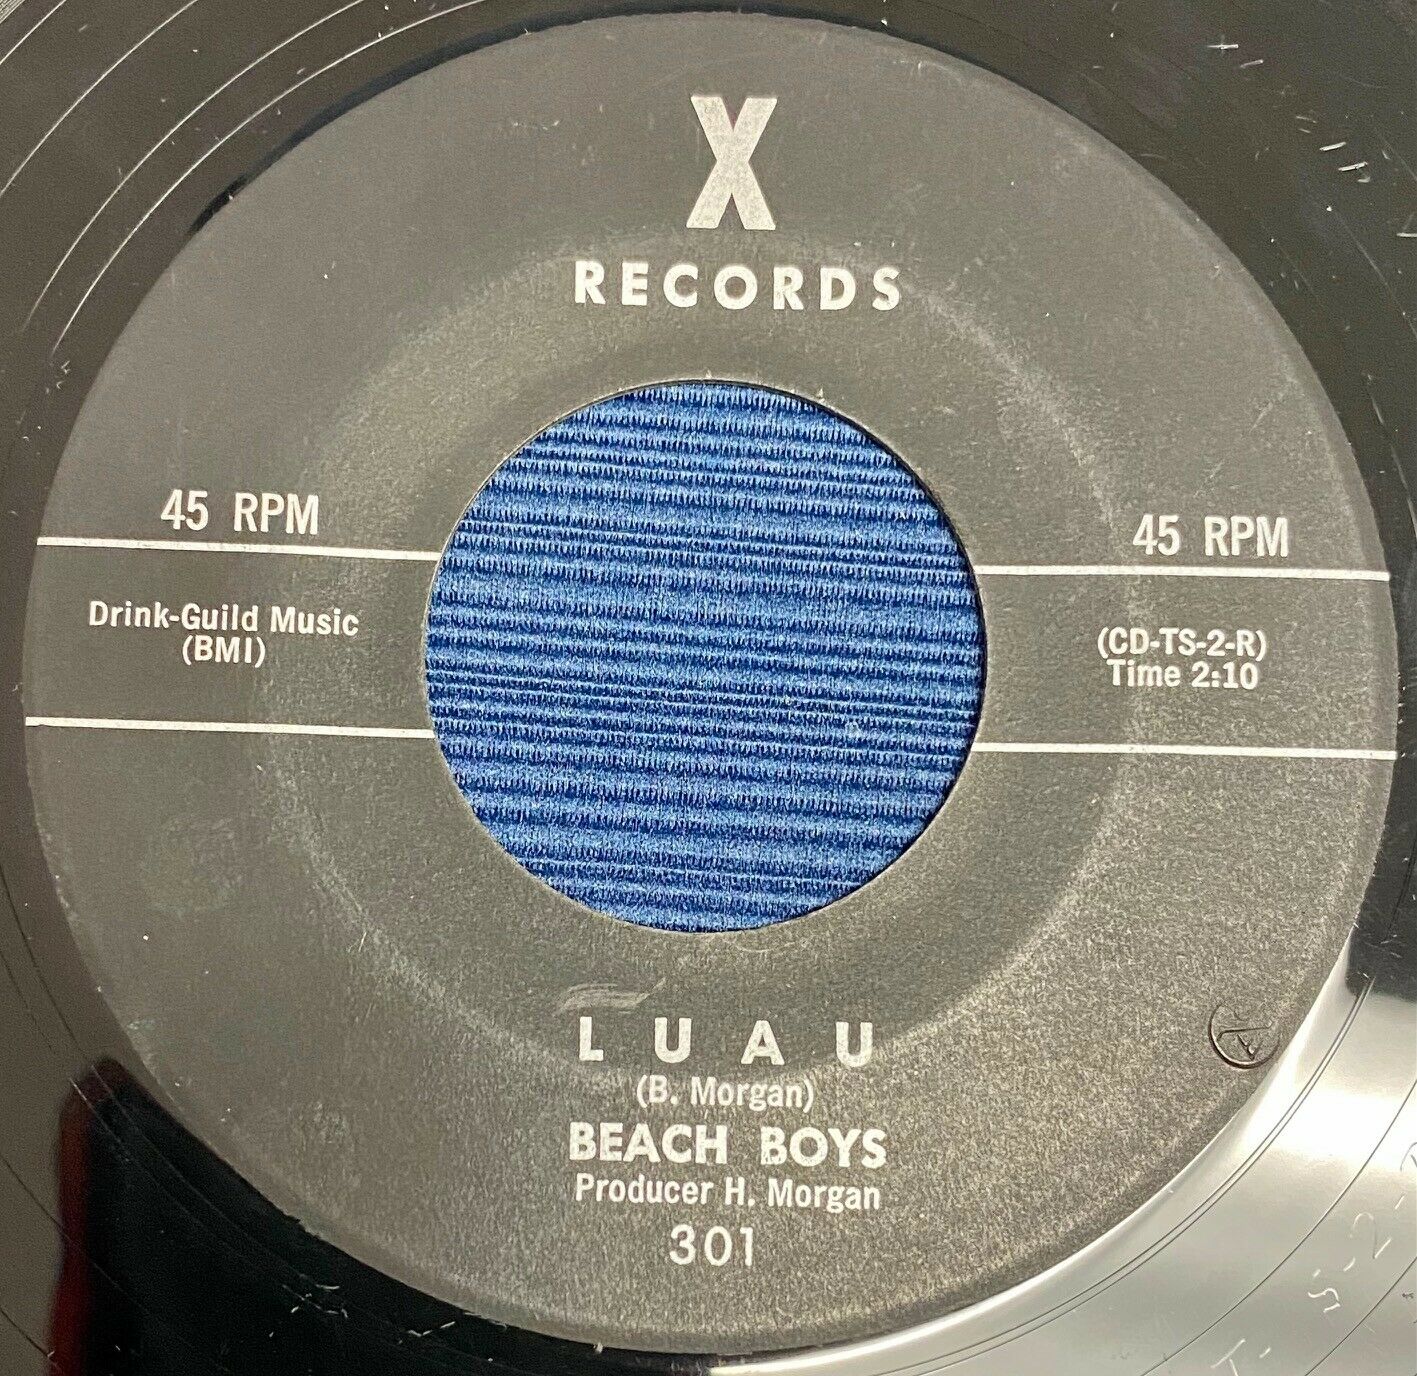 X
RECORDS
45 RPM
45 RPM
Drink-Guild Music
(BMI)
(CD-TS-2-R)
Time 2:10
LUAU
(B. Morgan)
BEACH BOYS
Producer H. Morgan
301